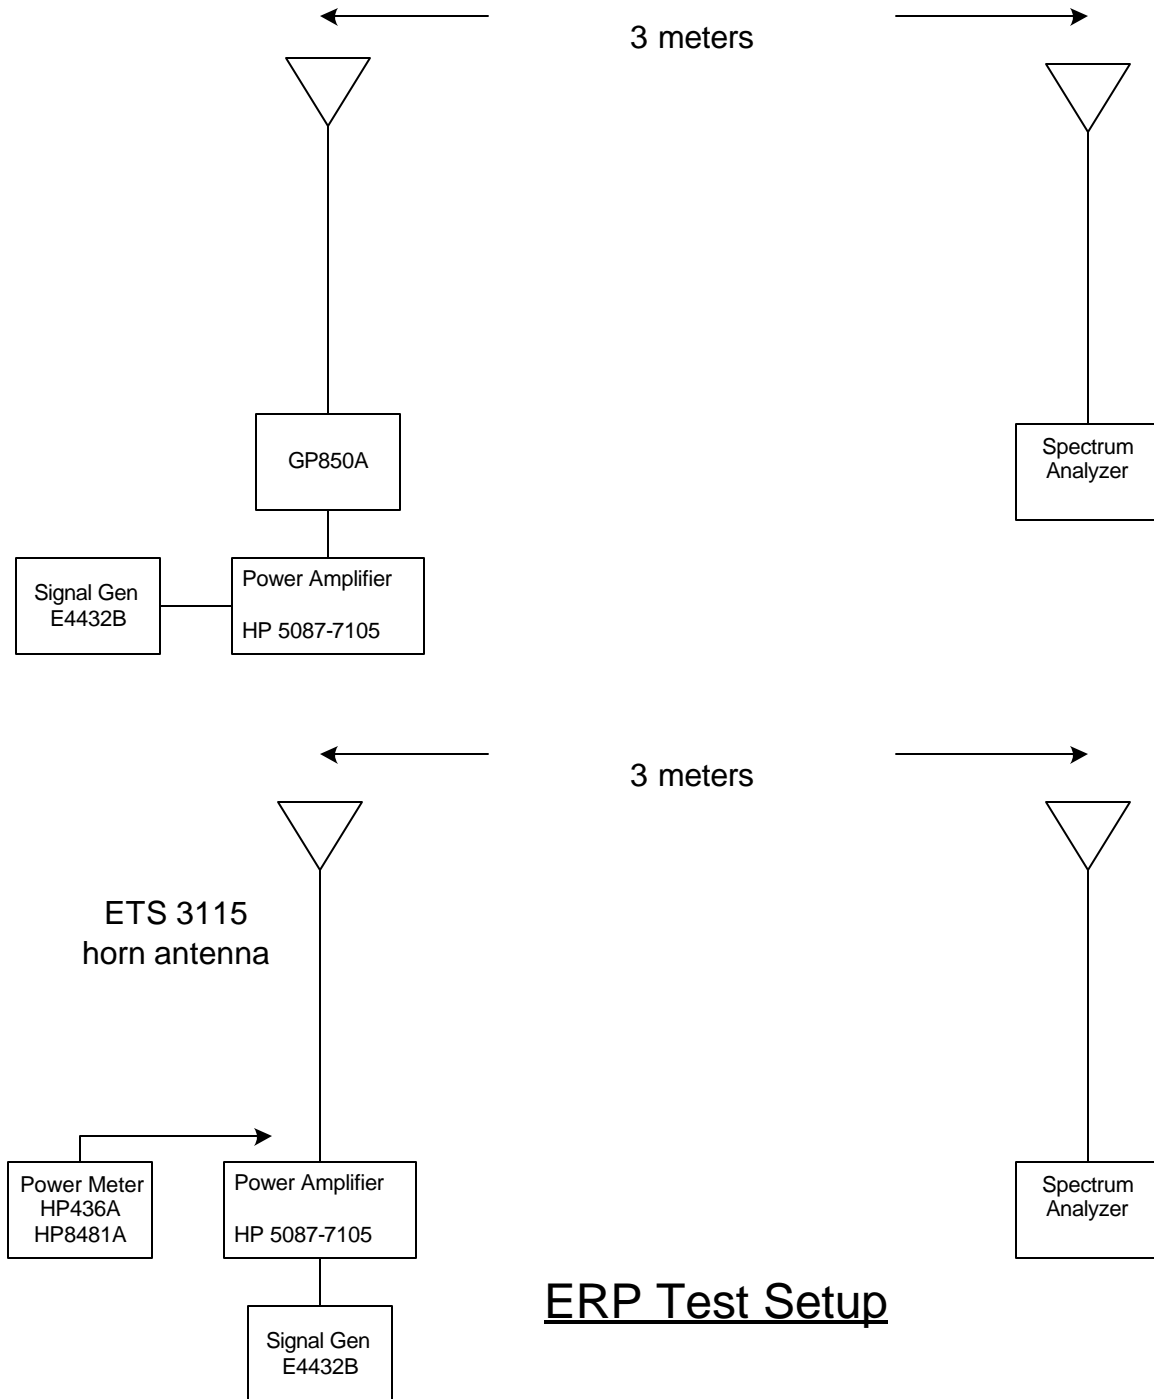 3 meters
GP850A
Spectrum
Analyzer
Signal Gen
E4432B
Power Amplifier
HP 5087-7105
3 meters
ETS 3115
horn antenna
Power Meter
HP436A
HP8481A
Power Amplifier
HP 5087-7105
Spectrum
Analyzer
Signal Gen
E4432B
ERP Test Setup